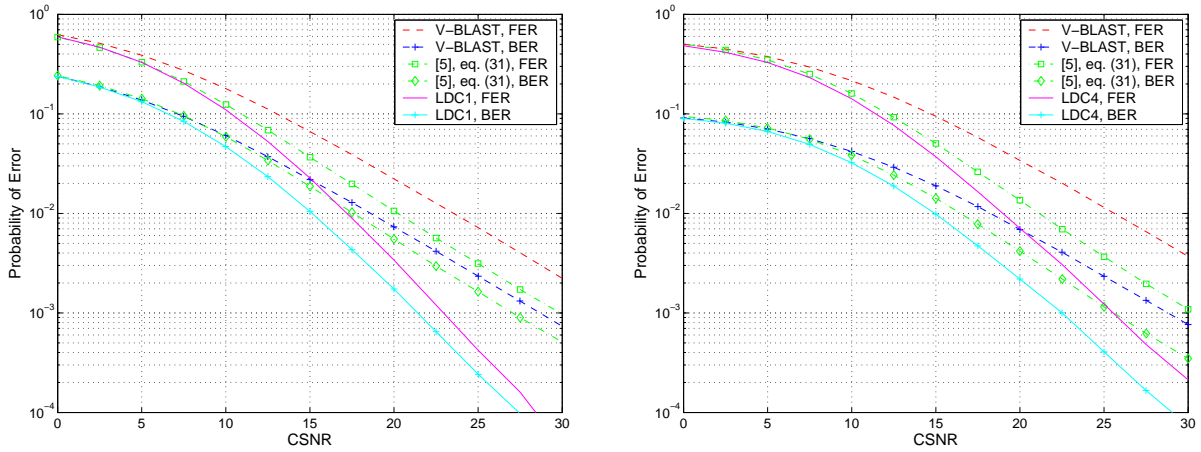 10^0
10^-1
10^-2
10^-3
10^-4
Probability of Error
0 5 10 15 20 25 30
CSNR
V−BLAST, FER
V−BLAST, BER
[5], eq. (31), FER
[5], eq. (31), BER
LDC1, FER
LDC1, BER
10^0
10^-1
10^-2
10^-3
10^-4
Probability of Error
0 5 10 15 20 25 30
CSNR
V−BLAST, FER
V−BLAST, BER
[5], eq. (31), FER
[5], eq. (31), BER
LDC4, FER
LDC4, BER